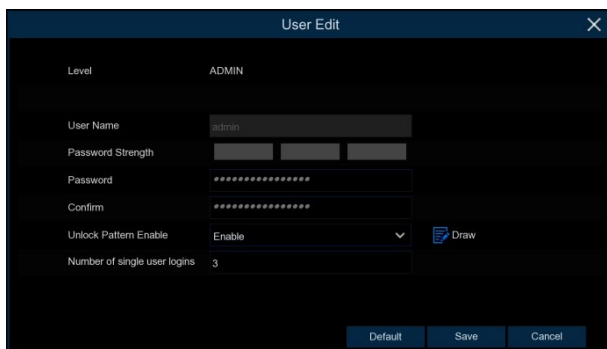 User Edit
Level ADMIN
User Name admin
Password Strength
Password ****************
Confirm ****************
Unlock Pattern Enable Enable Draw
Number of single user logins 3
Default Save Cancel